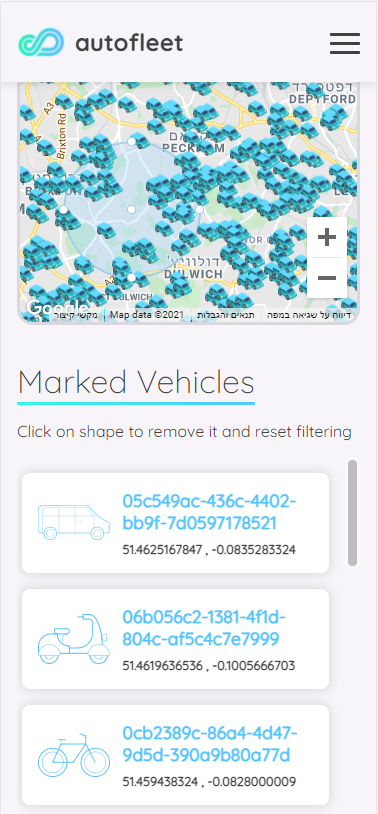 autofleet
A3
דפטפורד
DEPTFORD
Brixton Rd
PECKHAM
A3
דולוויץ'
DULWICH
Google
מקשי קיצור
Map data ©2021
תנאים והגבלות
דיווח על שגיאה במפה
Marked Vehicles
Click on shape to remove it and reset filtering
05c549ac-436c-4402-
bb9f-7d0597178521
51.4625167847 , -0.0835283324
06b056c2-1381-4f1d-
804c-af5c4c7e7999
51.4619636536 , -0.1005666703
0cb2389c-86a4-4d47-
9d5d-390a9b80a77d
51.459438324 , -0.0828000009